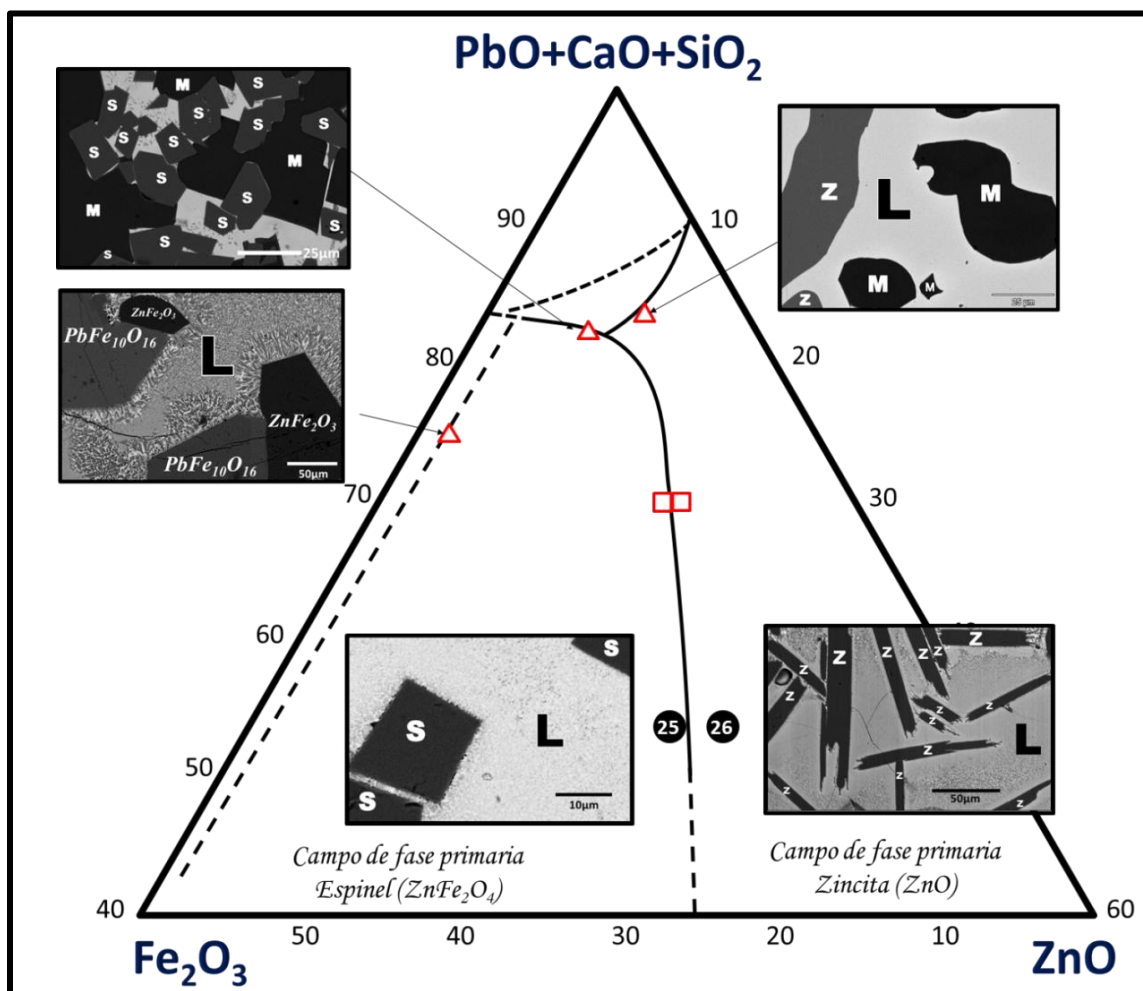 PbO+CaO+SiO₂
M
S
S
S
S
S
S
S
S
M
S
S
M
S
S
S
S
S
25µm
Z
L
M
M
M
Z
25 µm
90
10
ZnFe₂O₃
PbFe₁₀O₁₆
L
ZnFe₂O₃
PbFe₁₀O₁₆
50µm
80
20
70
30
60
S
S
L
S
10µm
25
26
Z
Z
Z
Z
Z
Z
Z
Z
Z
Z
Z
Z
Z
L
50µm
50
Campo de fase primaria
Espinel (ZnFe₂O₄)
Campo de fase primaria
Zincita (ZnO)
40
60
50
40
30
20
10
Fe₂O₃
ZnO